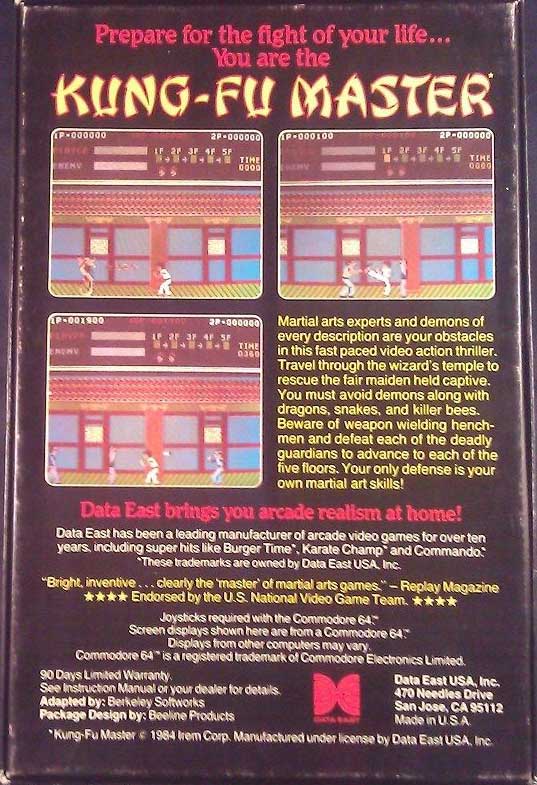 Prepare for the fight of your life...
You are the
KUNG-FU MASTER*
1P-000000 2P-000000
1F 2F 3F 4F 5F
ENEMY
TIME
0000
1P-000100 2P-000000
1F 2F 3F 4F 5F
ENEMY
TIME
0000
1P-001900 2P-000000
1F 2F 3F 4F 5F
ENEMY
TIME
0360
Martial arts experts and demons of
every description are your obstacles
in this fast paced video action thriller.
Travel through the wizard's temple to
rescue the fair maiden held captive.
You must avoid demons along with
dragons, snakes, and killer bees.
Beware of weapon wielding hench-
men and defeat each of the deadly
guardians to advance to each of the
five floors. Your only defense is your
own martial art skills!
Data East brings you arcade realism at home!
Data East has been a leading manufacturer of arcade video games for over ten
years, including super hits like Burger Time*, Karate Champ* and Commando.*
*These trademarks are owned by Data East USA, Inc.
"Bright, inventive . . . clearly the 'master' of martial arts games." — Replay Magazine
★★★★ Endorsed by the U.S. National Video Game Team. ★★★★
Joysticks required with the Commodore 64.™
Screen displays shown here are from a Commodore 64.™
Displays from other computers may vary.
Commodore 64™ is a registered trademark of Commodore Electronics Limited.
90 Days Limited Warranty.
See Instruction Manual or your dealer for details.
Adapted by: Berkeley Softworks
Package Design by: Beeline Products
DATA EAST
Data East USA, Inc.
470 Needles Drive
San Jose, CA 95112
Made in U.S.A.
*Kung-Fu Master © 1984 Irem Corp. Manufactured under license by Data East USA, Inc.